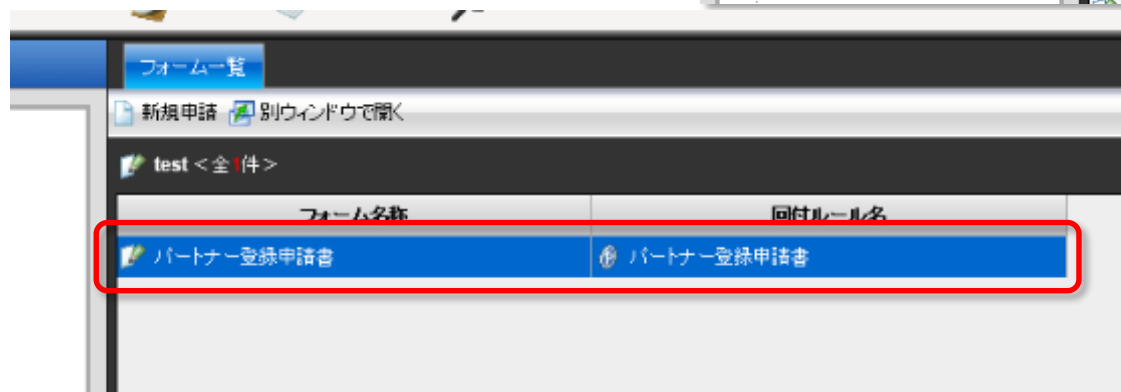 フォーム一覧
新規申請 別ウィンドウで開く
test <全1件>
フォーム名称 回付ルール名
パートナー登録申請書 パートナー登録申請書